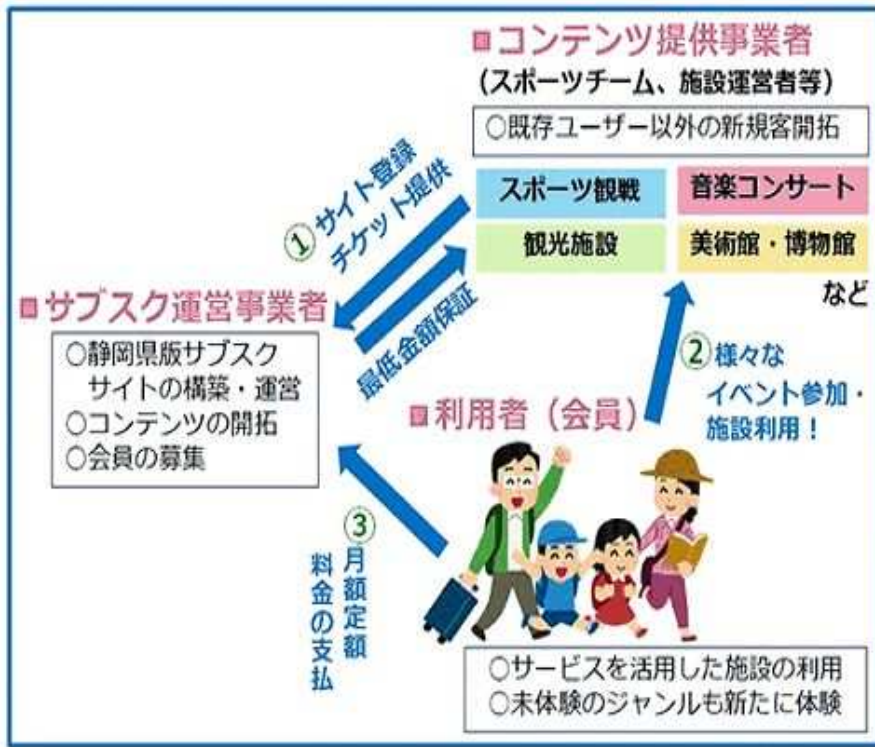 ■コンテンツ提供事業者
（スポーツチーム、施設運営者等）
○既存ユーザー以外の新規客開拓
スポーツ観戦
音楽コンサート
観光施設
美術館・博物館
など
① サイト登録
チケット提供
最低金額保証
■サブスク運営事業者
○静岡県版サブスク
サイトの構築・運営
○コンテンツの開拓
○会員の募集
② 様々な
イベント参加・
施設利用！
■利用者（会員）
③ 月額定額
料金の支払
○サービスを活用した施設の利用
○未体験のジャンルも新たに体験